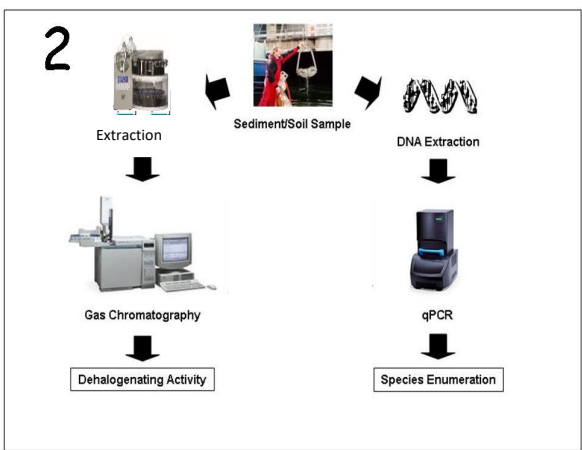 2
Sediment/Soil Sample
Extraction
DNA Extraction
Gas Chromatography
qPCR
Dehalogenating Activity
Species Enumeration